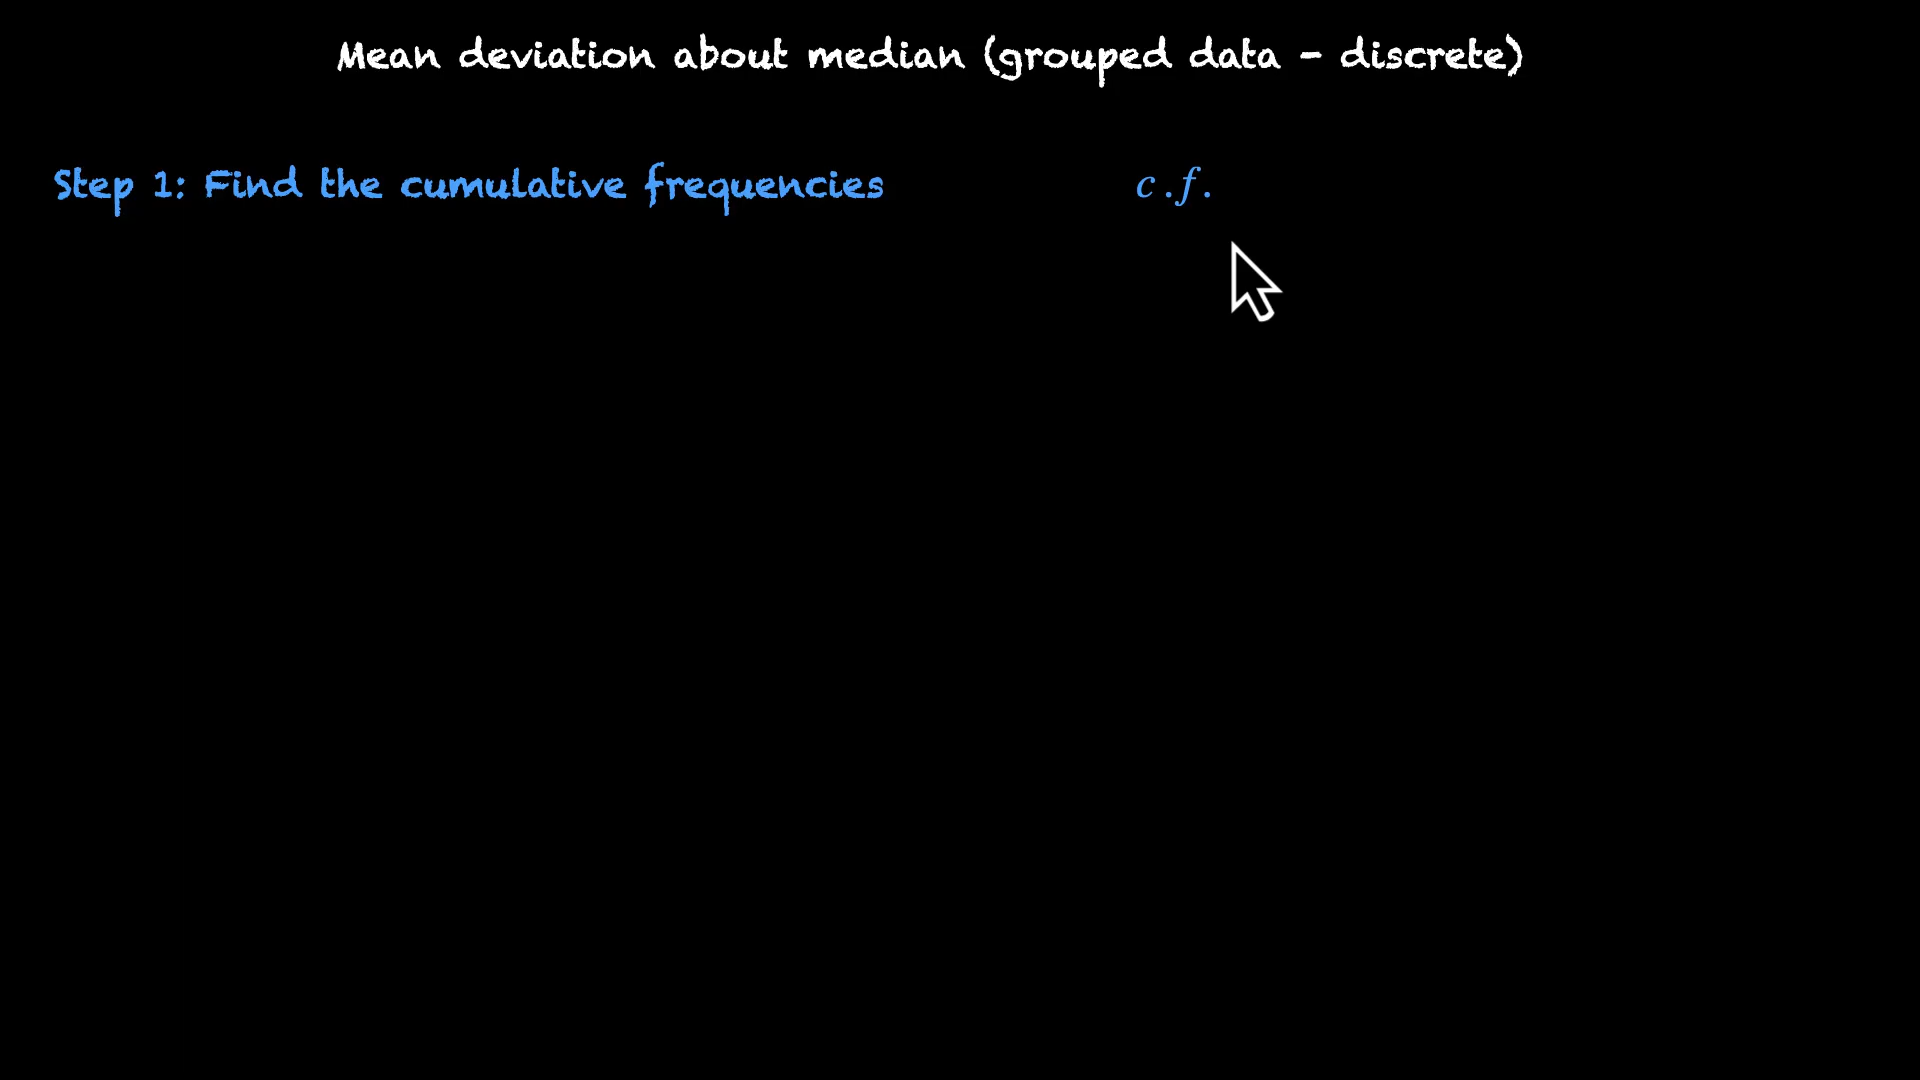 Mean deviation about median (grouped data - discrete)
Step 1: Find the cumulative frequencies c.f.